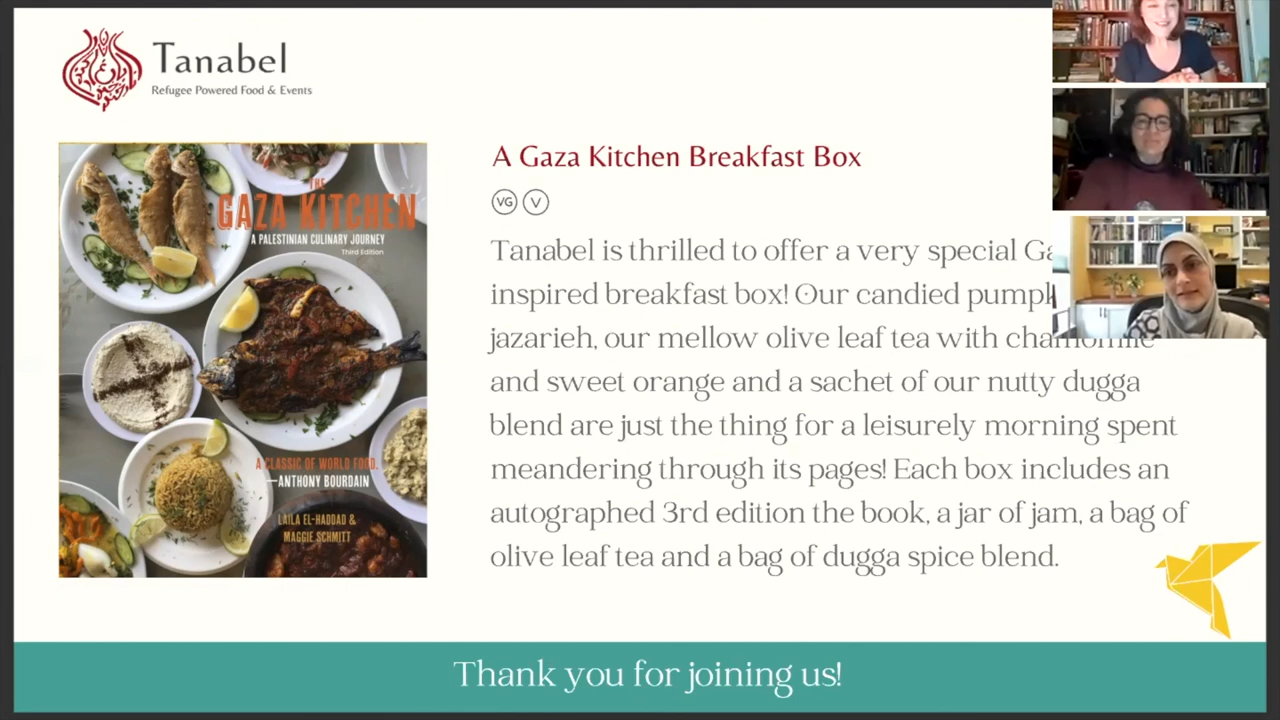 Tanabel
Refugee Powered Food & Events
THE
GAZA KITCHEN
A PALESTINIAN CULINARY JOURNEY
Third Edition
A CLASSIC OF WORLD FOOD.
—ANTHONY BOURDAIN
LAILA EL-HADDAD &
MAGGIE SCHMITT
A Gaza Kitchen Breakfast Box
VG V
Tanabel is thrilled to offer a very special
inspired breakfast box! Our candied
jazarieh, our mellow olive leaf tea with chamomile
and sweet orange and a sachet of our nutty dugga
blend are just the thing for a leisurely morning spent
meandering through its pages! Each box includes an
autographed 3rd edition the book, a jar of jam, a bag of
olive leaf tea and a bag of dugga spice blend.
Thank you for joining us!